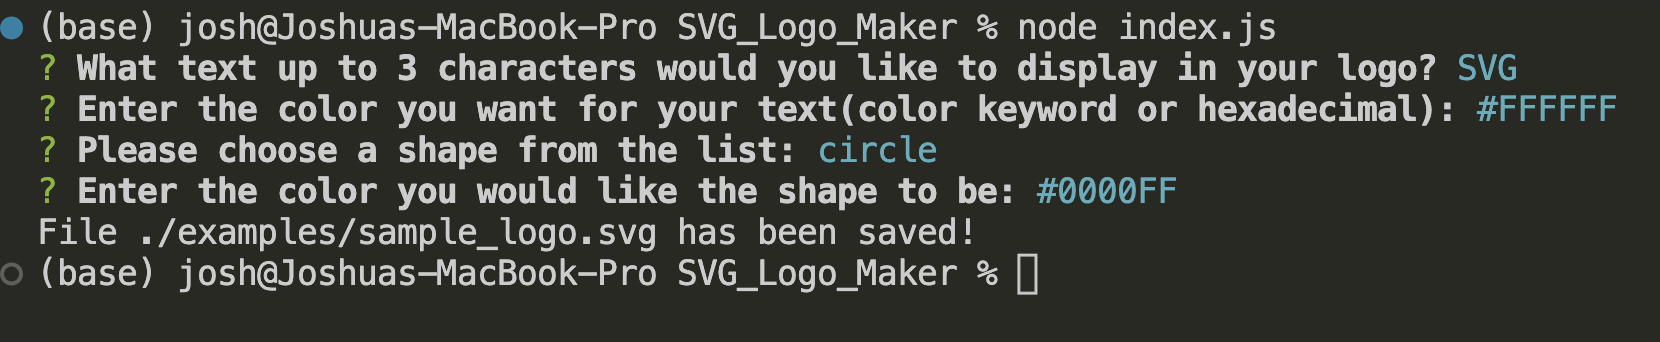 (base) josh@Joshuas-MacBook-Pro SVG_Logo_Maker % node index.js
? What text up to 3 characters would you like to display in your logo? SVG
? Enter the color you want for your text(color keyword or hexadecimal): #FFFFFF
? Please choose a shape from the list: circle
? Enter the color you would like the shape to be: #0000FF
File ./examples/sample_logo.svg has been saved!
(base) josh@Joshuas-MacBook-Pro SVG_Logo_Maker %